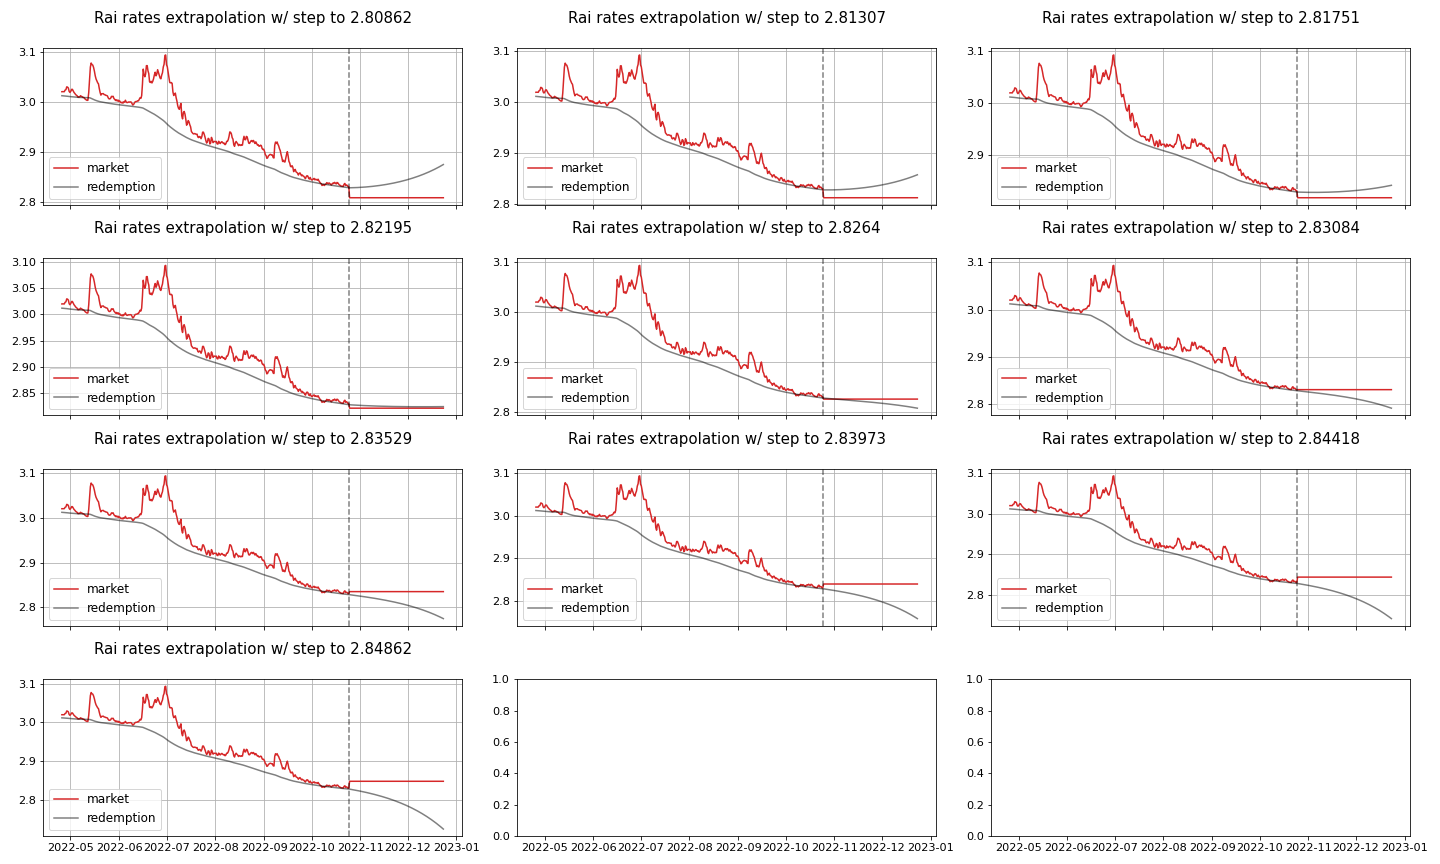 Rai rates extrapolation w/ step to 2.80862
3.1
3.0
2.9
2.8
market
redemption
Rai rates extrapolation w/ step to 2.81307
3.1
3.0
2.9
2.8
market
redemption
Rai rates extrapolation w/ step to 2.81751
3.1
3.0
2.9
market
redemption
Rai rates extrapolation w/ step to 2.82195
3.10
3.05
3.00
2.95
2.90
2.85
market
redemption
Rai rates extrapolation w/ step to 2.8264
3.1
3.0
2.9
2.8
market
redemption
Rai rates extrapolation w/ step to 2.83084
3.1
3.0
2.9
2.8
market
redemption
Rai rates extrapolation w/ step to 2.83529
3.1
3.0
2.9
2.8
market
redemption
Rai rates extrapolation w/ step to 2.83973
3.1
3.0
2.9
2.8
market
redemption
Rai rates extrapolation w/ step to 2.84418
3.1
3.0
2.9
2.8
market
redemption
Rai rates extrapolation w/ step to 2.84862
3.1
3.0
2.9
2.8
market
redemption
2022-05 2022-06 2022-07 2022-08 2022-09 2022-10 2022-11 2022-12 2023-01
1.0
0.8
0.6
0.4
0.2
0.0
2022-05 2022-06 2022-07 2022-08 2022-09 2022-10 2022-11 2022-12 2023-01
1.0
0.8
0.6
0.4
0.2
0.0
2022-05 2022-06 2022-07 2022-08 2022-09 2022-10 2022-11 2022-12 2023-01